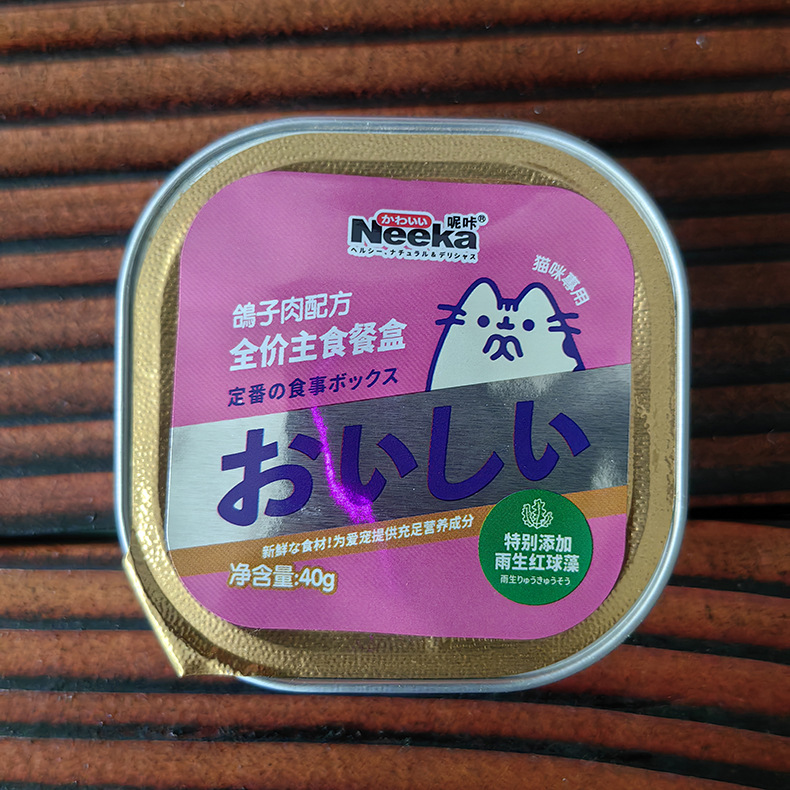 かわいい
Neeka 呢咔®
ヘルシー、ナチュラル&デリシャス
猫咪專用
鴿子肉配方
全价主食餐盒
定番の食事ボックス
おいしい
新鮮な食材!为爱宠提供充足营养成分
净含量:40g
特别添加
雨生红球藻
雨生りゅうきゅうそう